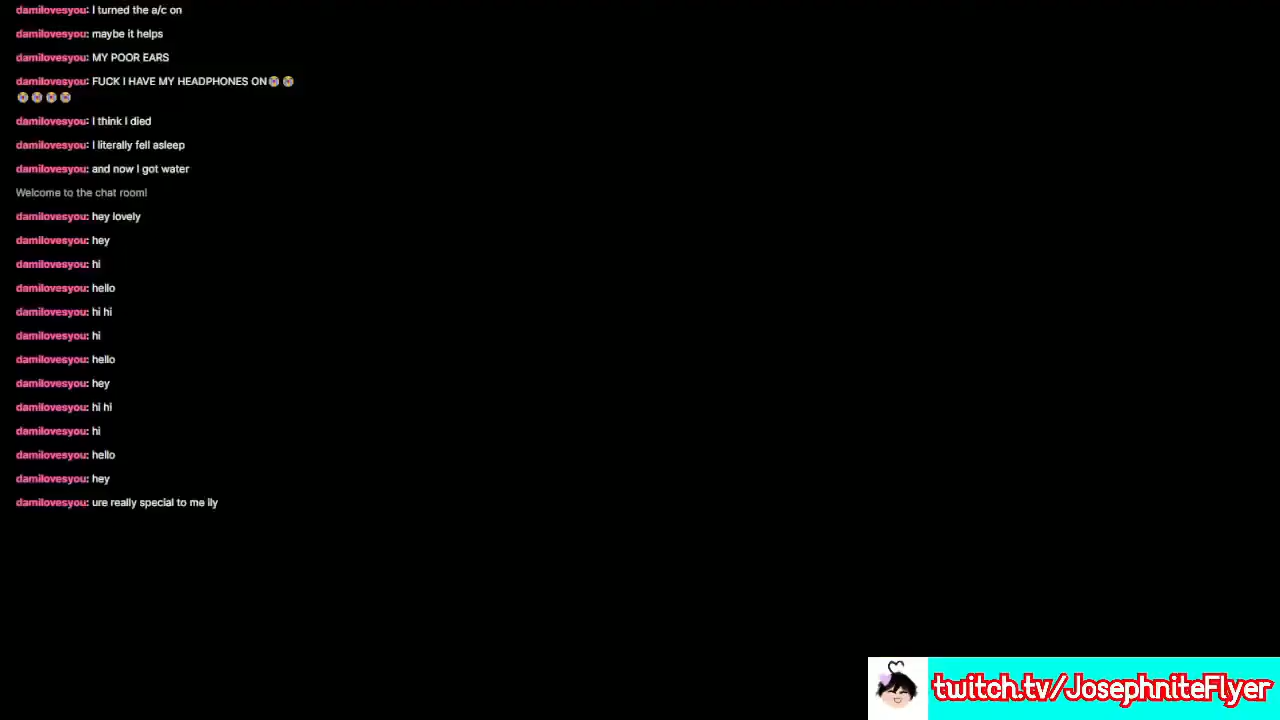 damilovesyou: I turned the a/c on
damilovesyou: maybe it helps
damilovesyou: MY POOR EARS
damilovesyou: FUCK I HAVE MY HEADPHONES ON😭😭
😭😭😭😭
damilovesyou: I think I died
damilovesyou: I literally fell asleep
damilovesyou: and now I got water
Welcome to the chat room!
damilovesyou: hey lovely
damilovesyou: hey
damilovesyou: hi
damilovesyou: hello
damilovesyou: hi hi
damilovesyou: hi
damilovesyou: hello
damilovesyou: hey
damilovesyou: hi hi
damilovesyou: hi
damilovesyou: hello
damilovesyou: hey
damilovesyou: ure really special to me ily
twitch.tv/JosephniteFlyer